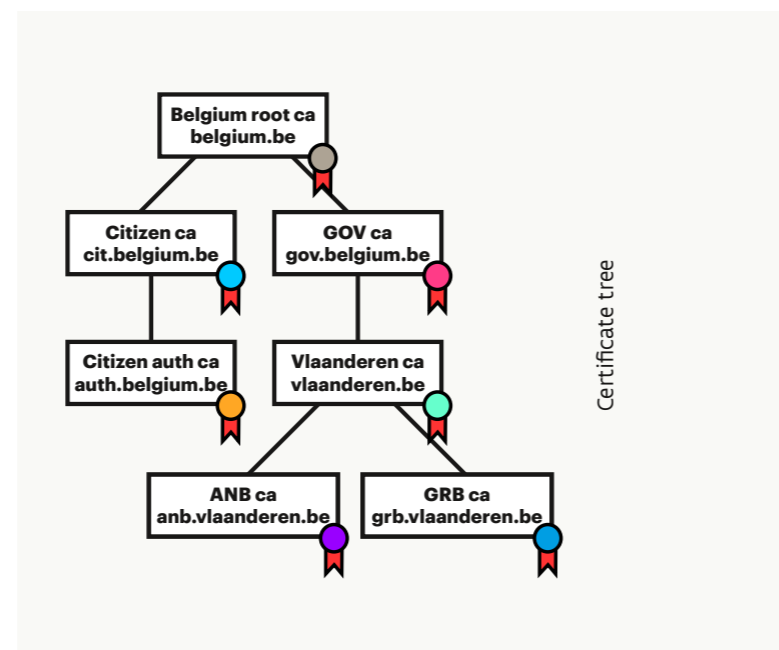 Belgium root ca
belgium.be
Citizen ca
cit.belgium.be
GOV ca
gov.belgium.be
Citizen auth ca
auth.belgium.be
Vlaanderen ca
vlaanderen.be
ANB ca
anb.vlaanderen.be
GRB ca
grb.vlaanderen.be
Certificate tree